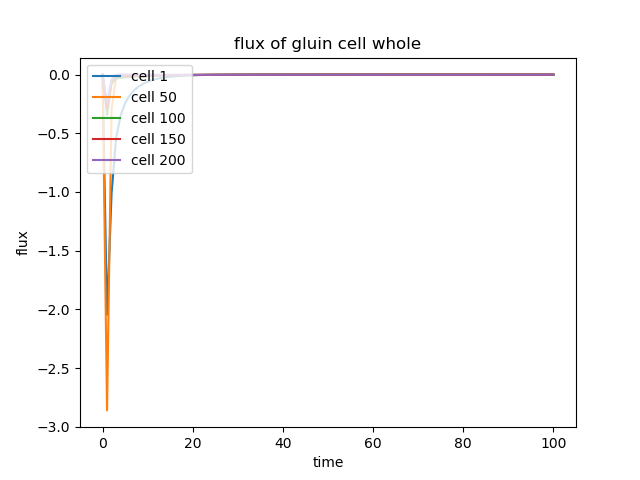 flux of gluin cell whole
0.0
−0.5
−1.0
−1.5
−2.0
−2.5
−3.0
flux
cell 1
cell 50
cell 100
cell 150
cell 200
0 20 40 60 80 100
time